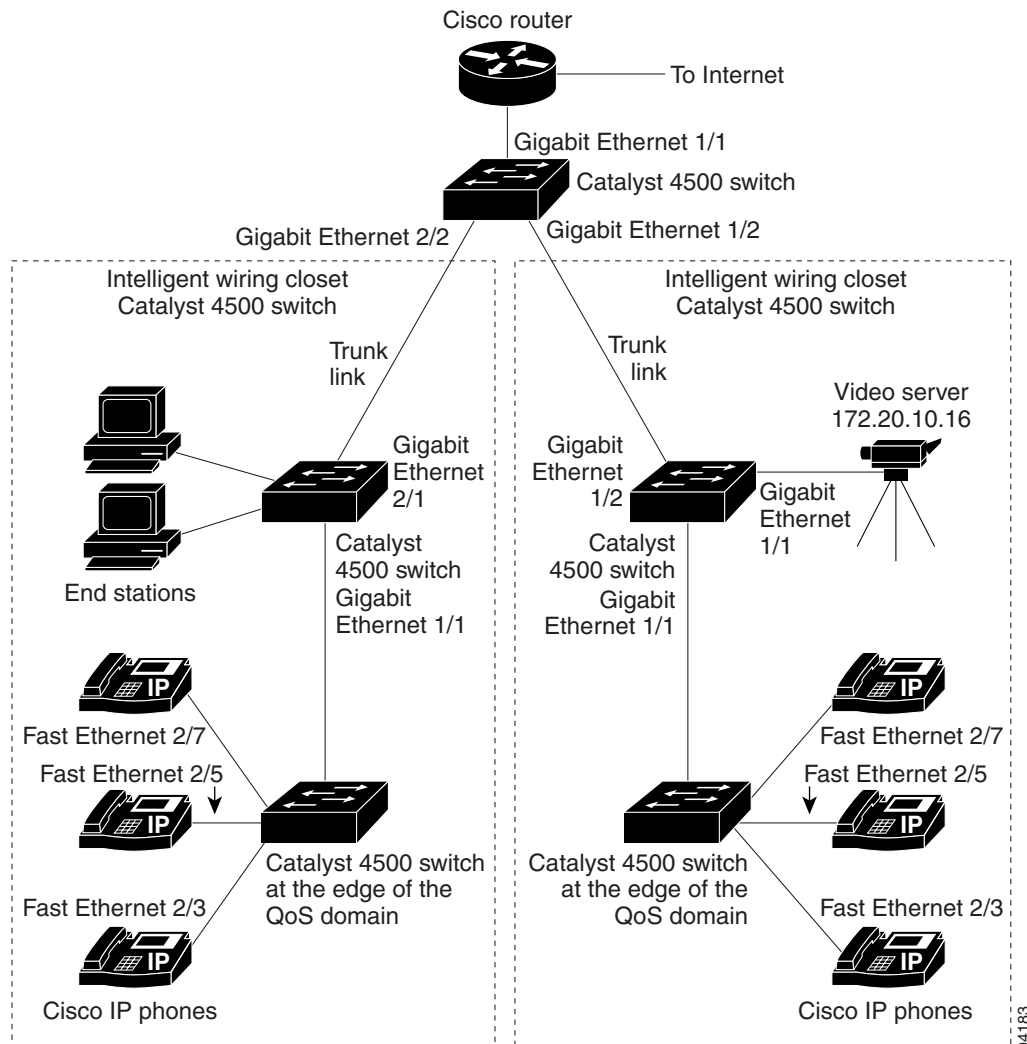 Cisco router
To Internet
Gigabit Ethernet 1/1
Catalyst 4500 switch
Gigabit Ethernet 2/2
Gigabit Ethernet 1/2
Intelligent wiring closet
Catalyst 4500 switch
Trunk
link
Gigabit
Ethernet
2/1
End stations
Catalyst
4500 switch
Gigabit
Ethernet 1/1
IP
Fast Ethernet 2/7
Fast Ethernet 2/5
IP
Catalyst 4500 switch
at the edge of the
QoS domain
Fast Ethernet 2/3
IP
Cisco IP phones
Intelligent wiring closet
Catalyst 4500 switch
Trunk
link
Video server
172.20.10.16
Gigabit
Ethernet
1/2
Gigabit
Ethernet
1/1
Catalyst
4500 switch
Gigabit
Ethernet 1/1
IP
Fast Ethernet 2/7
Fast Ethernet 2/5
IP
Catalyst 4500 switch
at the edge of the
QoS domain
Fast Ethernet 2/3
IP
Cisco IP phones